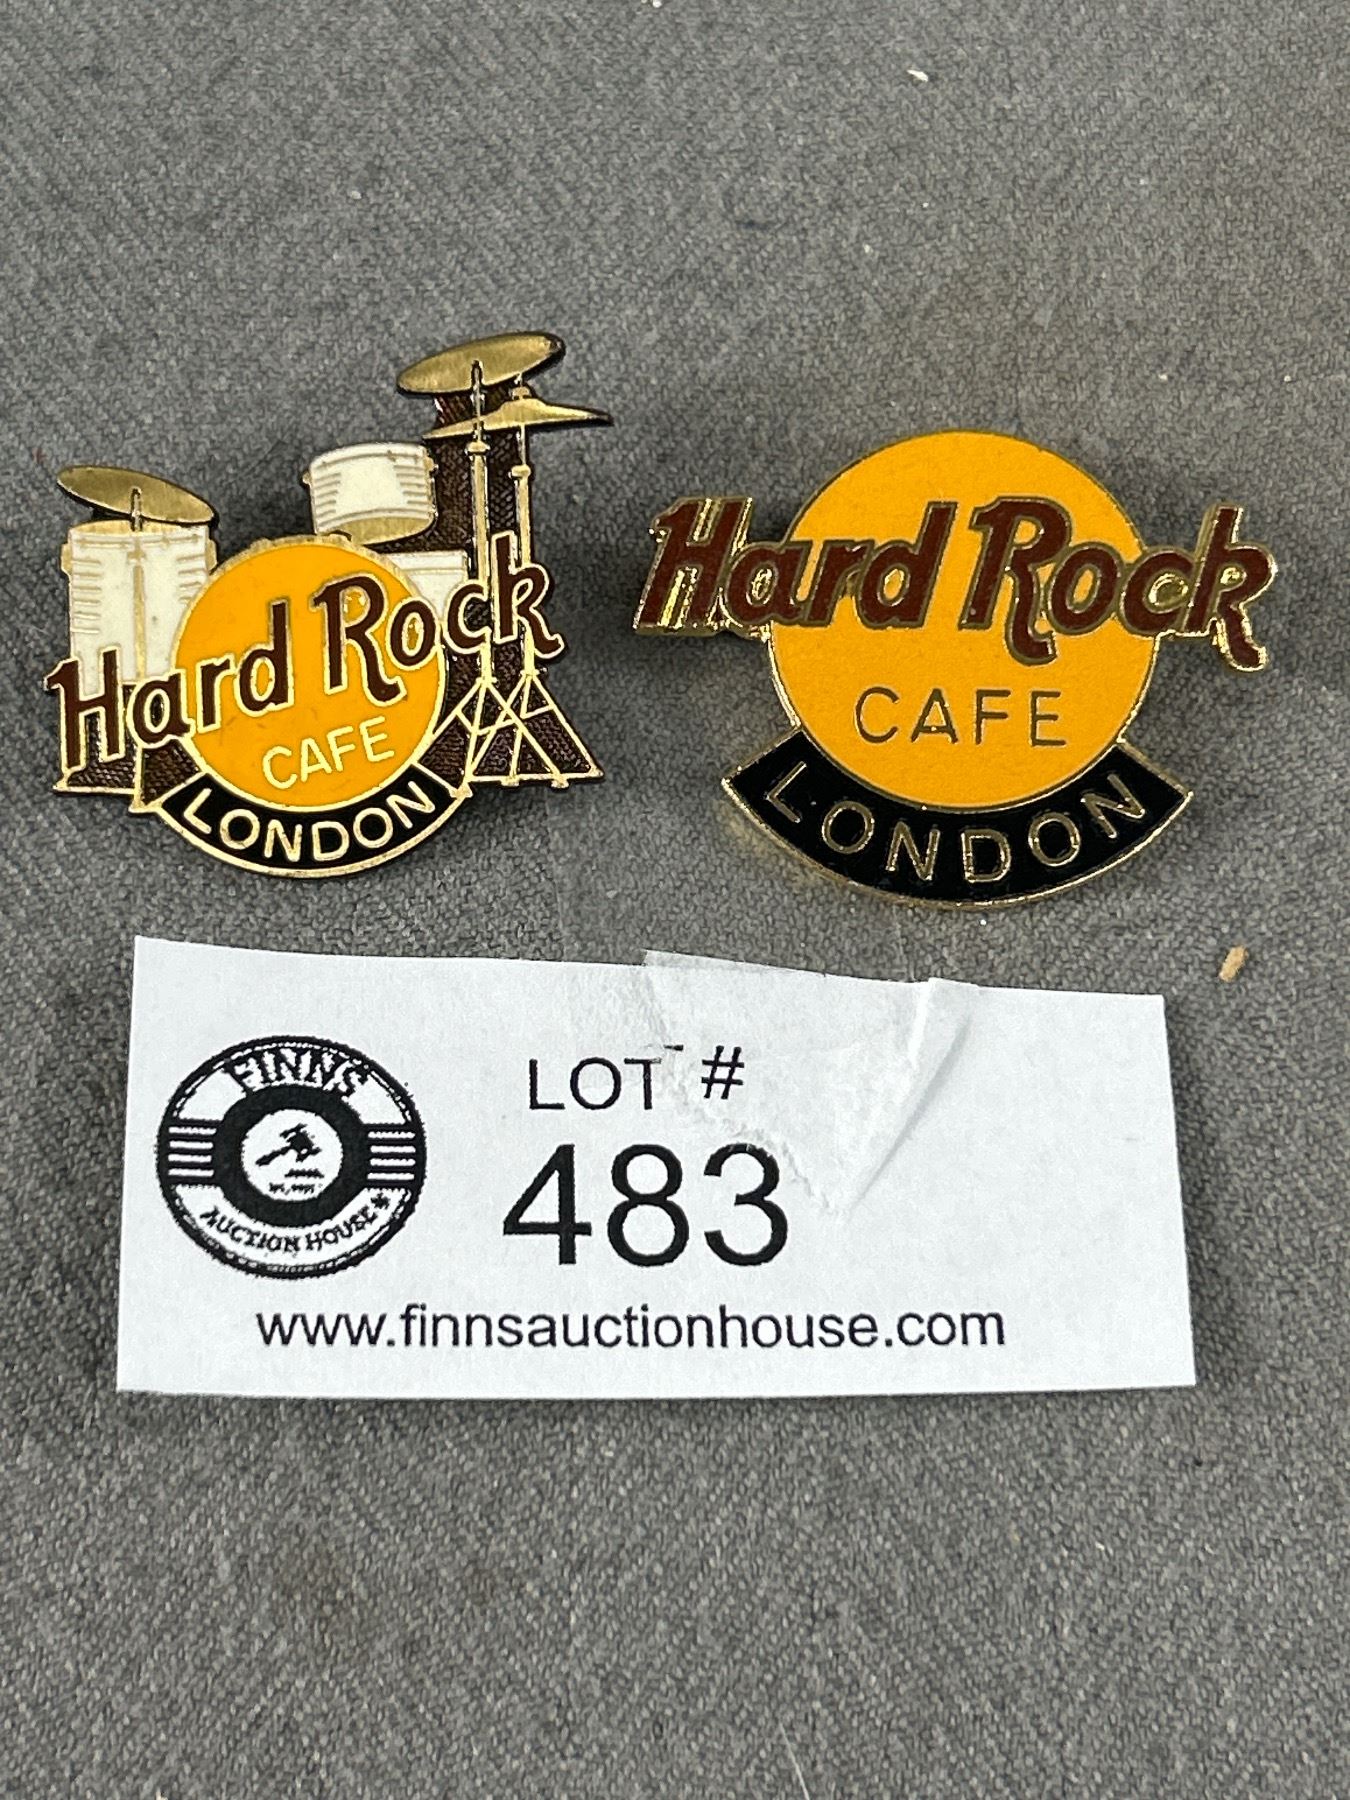 Hard Rock
CAFE
LONDON
Hard Rock
CAFE
LONDON
FINNS
AUCTION HOUSE
LOT #
483
www.finnsauctionhouse.com